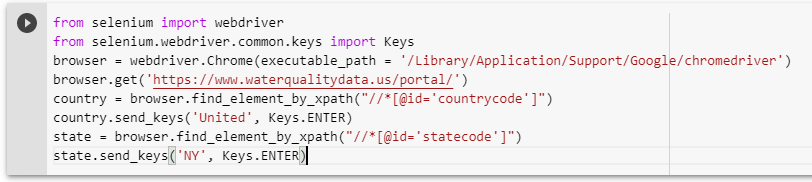 from selenium import webdriver
from selenium.webdriver.common.keys import Keys
browser = webdriver.Chrome(executable_path = '/Library/Application/Support/Google/chromedriver')
browser.get('https://www.waterqualitydata.us/portal/')
country = browser.find_element_by_xpath("//*[@id='countrycode']")
country.send_keys('United', Keys.ENTER)
state = browser.find_element_by_xpath("//*[@id='statecode']")
state.send_keys('NY', Keys.ENTER)